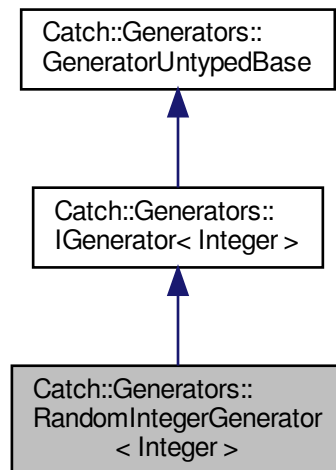 Catch::Generators::
GeneratorUntypedBase
Catch::Generators::
IGenerator< Integer >
Catch::Generators::
RandomIntegerGenerator
< Integer >